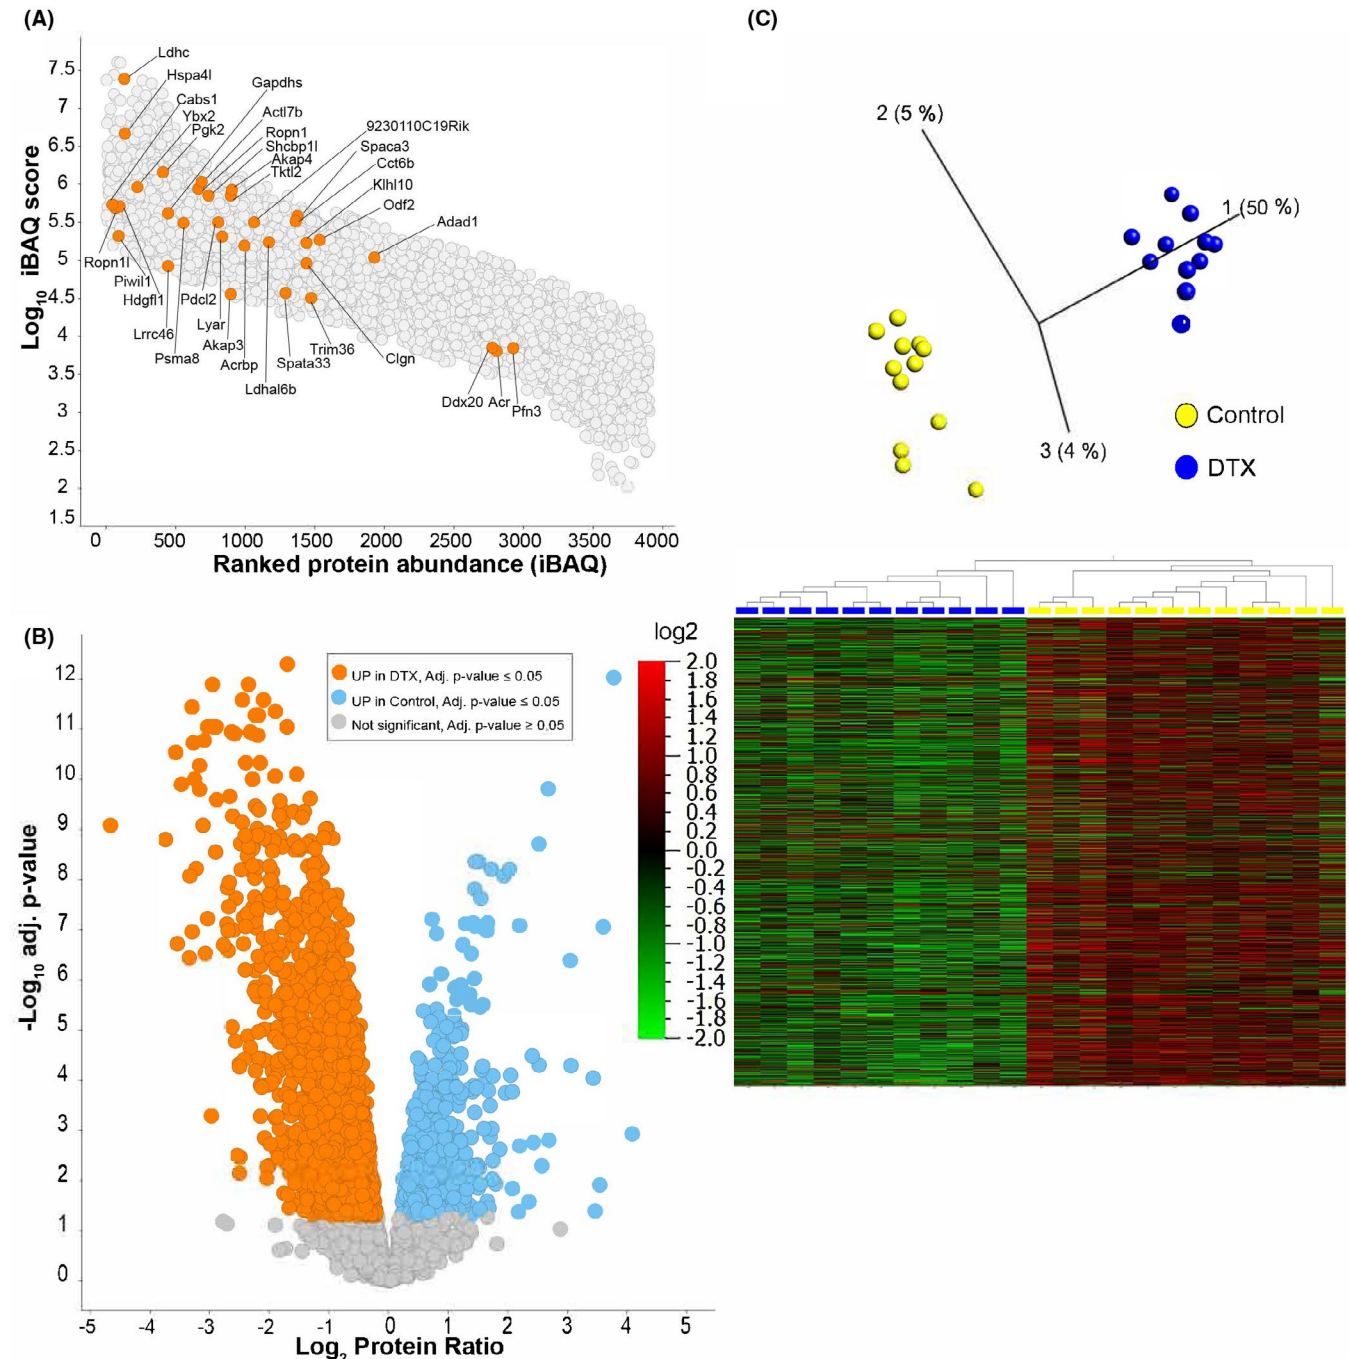 (A)
Log10 iBAQ score
7.5
7
6.5
6
5.5
5
4.5
4
3.5
3
2.5
2
1.5
Ldhc
Hspa4l
Cabs1
Ybx2
Pgk2
Gapdhs
Actl7b
Ropn1
Shcbp1l
Akap4
Tktl2
9230110C19Rik
Spaca3
Cct6b
Klhl10
Odf2
Adad1
Ropn1l
Piwil1
Hdgfl1
Lrrc46
Psma8
Pdcl2
Lyar
Akap3
Acrbp
Ldhal6b
Spata33
Trim36
Clgn
Ddx20
Acr
Pfn3
0 500 1000 1500 2000 2500 3000 3500 4000
Ranked protein abundance (iBAQ)
(C)
2 (5 %)
1 (50 %)
3 (4 %)
Control
DTX
(B)
-Log10 adj. p-value
12
11
10
9
8
7
6
5
4
3
2
1
0
UP in DTX, Adj. p-value ≤ 0.05
UP in Control, Adj. p-value ≤ 0.05
Not significant, Adj. p-value ≥ 0.05
-5 -4 -3 -2 -1 0 1 2 3 4 5
Log2 Protein Ratio
log2
2.0
1.8
1.6
1.4
1.2
1.0
0.8
0.6
0.4
0.2
0.0
-0.2
-0.4
-0.6
-0.8
-1.0
-1.2
-1.4
-1.6
-1.8
-2.0